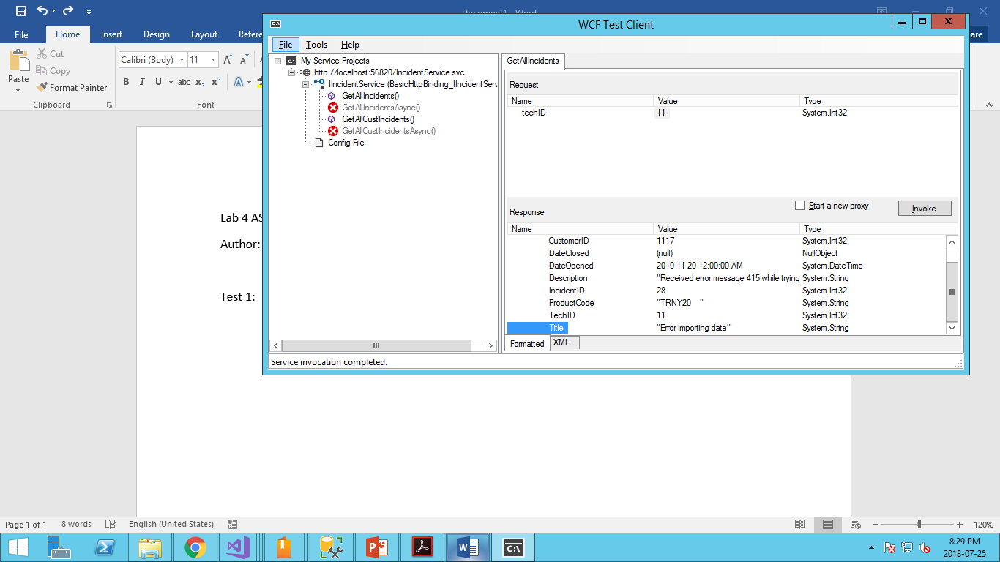 Document1 - Word
File Home Insert Design Layout
Calibri (Body) 11
Paste
Cut
Copy
Format Painter
B I U abc x₂ x² A
Clipboard Font
Lab 4
Author:
Test 1:
WCF Test Client
File Tools Help
My Service Projects
http://localhost:56820/IncidentService.svc
IIncidentService (BasicHttpBinding_IIncidentServ
GetAllIncidents()
GetAllIncidentsAsync()
GetAllCustIncidents()
GetAllCustIncidentsAsync()
Config File
GetAllIncidents
Request
Name Value Type
techID 11 System.Int32
Response
Start a new proxy
Invoke
Name Value Type
CustomerID 1117 System.Int32
DateClosed (null) NullObject
DateOpened 2010-11-20 12:00:00 AM System.DateTime
Description "Received error message 415 while trying System.String
IncidentID 28 System.Int32
ProductCode "TRNY20    " System.String
TechID 11 System.Int32
Title "Error importing data" System.String
Formatted XML
Service invocation completed.
Page 1 of 1 8 words English (United States) 120%
8:29 PM
2018-07-25